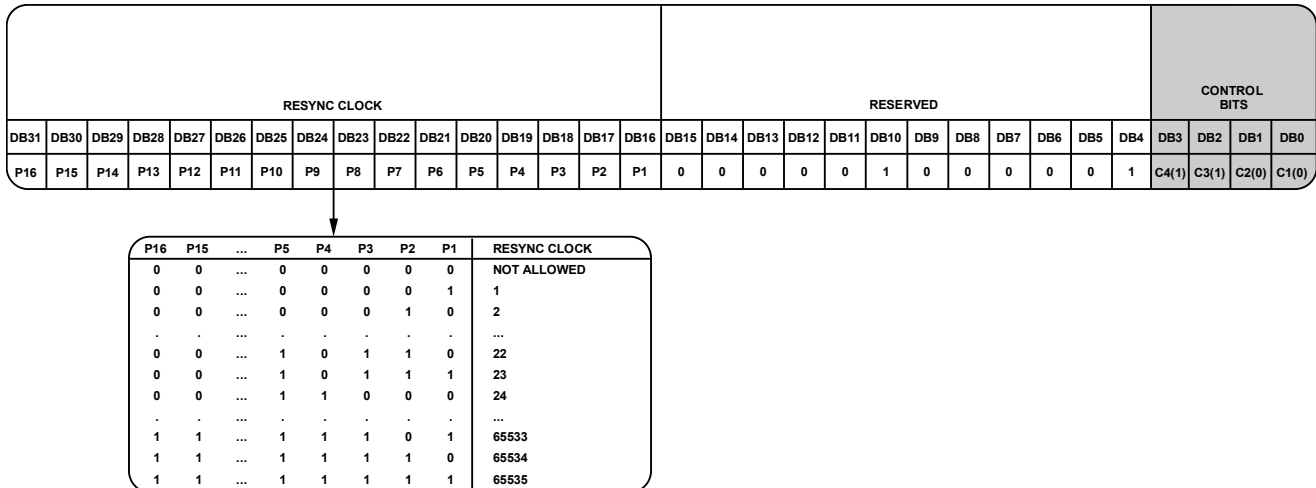 CONTROL
RESYNC CLOCK RESERVED BITS
DB31 DB30 DB29 DB28 DB27 DB26 DB25 DB24 DB23 DB22 DB21 DB20 DB19 DB18 DB17 DB16 DB15 DB14 DB13 DB12 DB11 DB10 DB9 DB8 DB7 DB6 DB5 DB4 DB3 DB2 DB1 DB0
P16 P15 P14 P13 P12 P11 P10 P9 P8 P7 P6 P5 P4 P3 P2 P1 0 0 0 0 0 1 0 0 0 0 0 1 C4(1) C3(1) C2(0) C1(0)
P16 P15 ... P5 P4 P3 P2 P1 RESYNC CLOCK
0 0 ... 0 0 0 0 0 NOT ALLOWED
0 0 ... 0 0 0 0 1 1
0 0 ... 0 0 0 1 0 2
. . ... . . . . . ...
0 0 ... 1 0 1 1 0 22
0 0 ... 1 0 1 1 1 23
0 0 ... 1 1 0 0 0 24
. . ... . . . . . ...
1 1 ... 1 1 1 0 1 65533
1 1 ... 1 1 1 1 0 65534
1 1 ... 1 1 1 1 1 65535